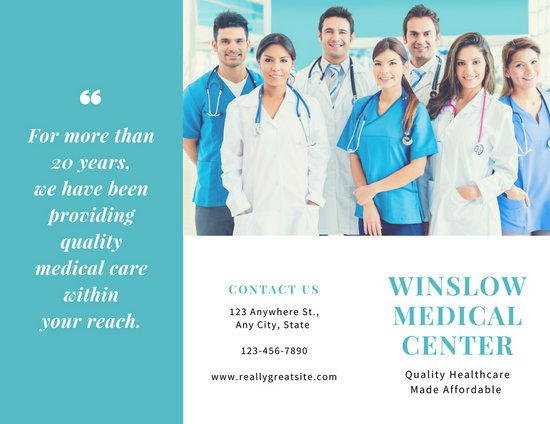 “
For more than
20 years,
we have been
providing
quality
medical care
within
your reach.
CONTACT US
123 Anywhere St.,
Any City, State
123-456-7890
www.reallygreatsite.com
WINSLOW
MEDICAL
CENTER
Quality Healthcare
Made Affordable